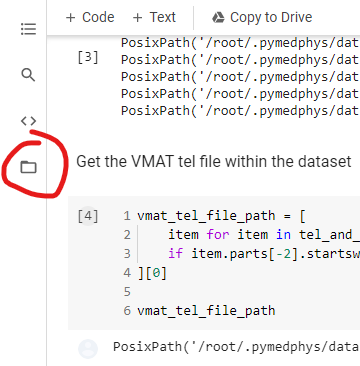 + Code + Text Copy to Drive
PosixPath('/root/.pymedphys/dat
[3] PosixPath('/root/.pymedphys/dat
PosixPath('/root/.pymedphys/dat
PosixPath('/root/.pymedphys/dat
PosixPath('/root/.pymedphys/dat
Get the VMAT tel file within the dataset
[4] 1 vmat_tel_file_path = [
2 item for item in tel_and_
3 if item.parts[-2].startsw
4 ][0]
5
6 vmat_tel_file_path
PosixPath('/root/.pymedphys/data